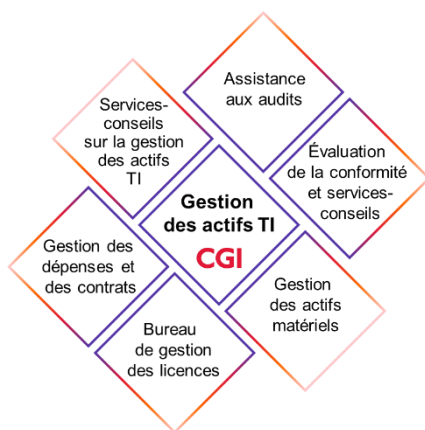 Assistance
aux audits
Services-
conseils
sur la gestion
des actifs
TI
Évaluation
de la conformité
et services-
conseils
Gestion
des actifs TI
CGI
Gestion des
dépenses et
des contrats
Gestion
des actifs
matériels
Bureau
de gestion
des licences